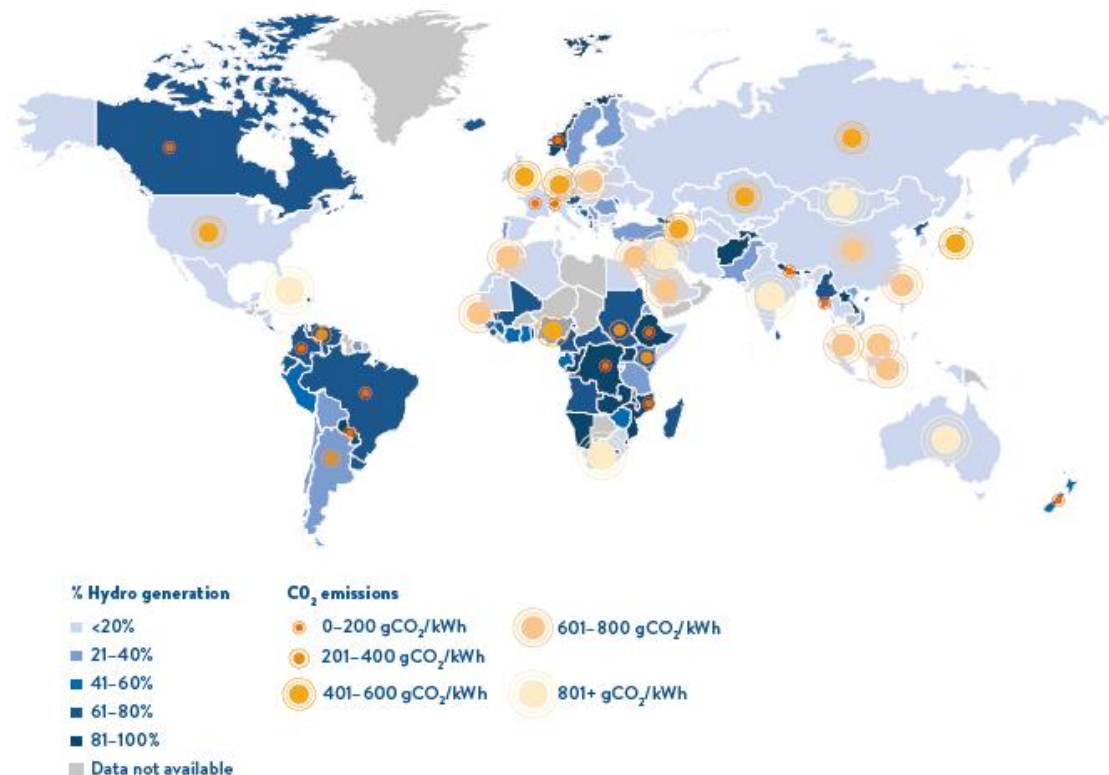 % Hydro generation
<20%
21–40%
41–60%
61–80%
81–100%
Data not available
CO₂ emissions
0–200 gCO₂/kWh
201–400 gCO₂/kWh
401–600 gCO₂/kWh
601–800 gCO₂/kWh
801+ gCO₂/kWh